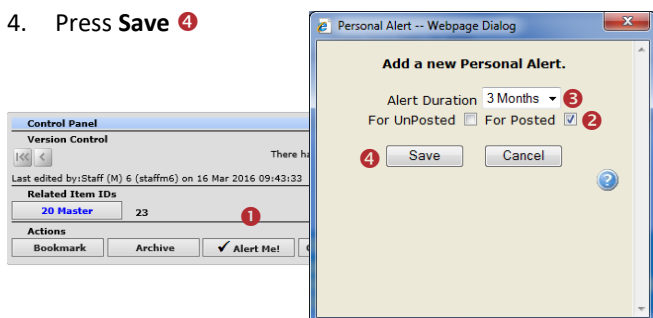 4. Press Save 4
Personal Alert -- Webpage Dialog
Add a new Personal Alert.
Alert Duration 3 Months 3
For UnPosted For Posted 2
4 Save Cancel
?
Control Panel
Version Control
There ha
Last edited by:Staff (M) 6 (staffm6) on 16 Mar 2016 09:43:33
Related Item IDs
20 Master 23
1
Actions
Bookmark Archive ✓ Alert Me!